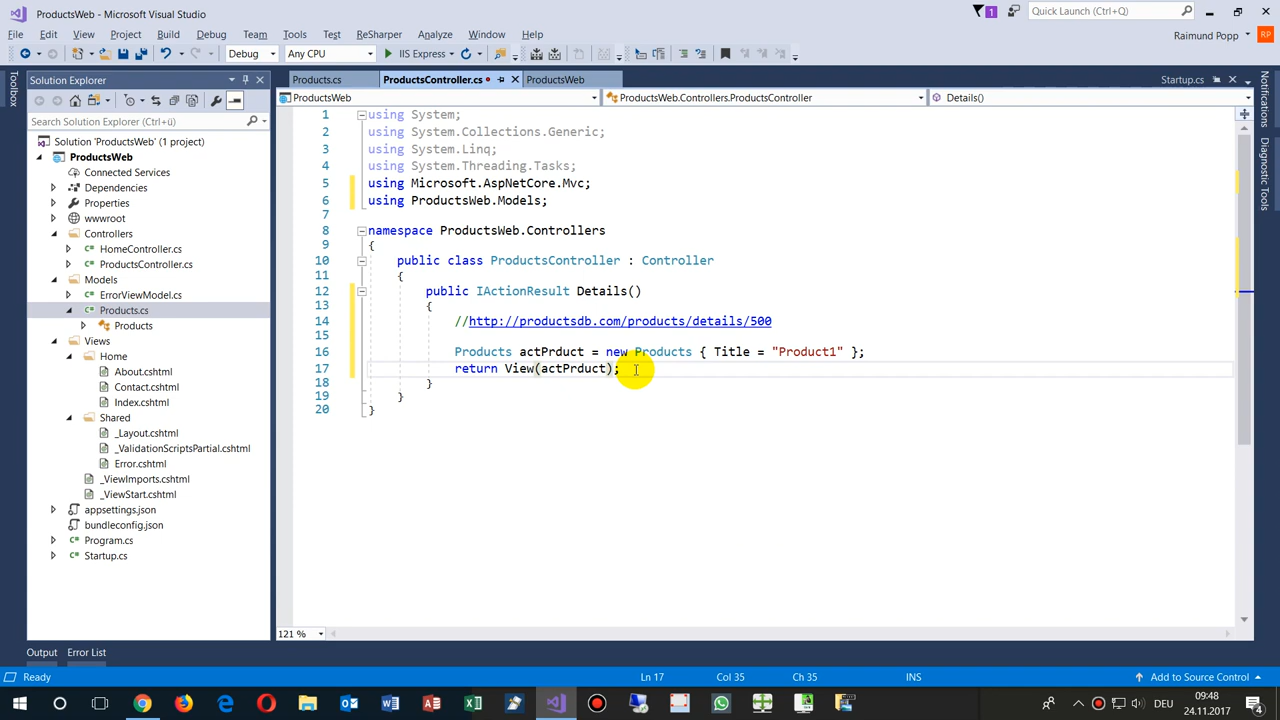 ProductsWeb - Microsoft Visual Studio
1
Quick Launch (Ctrl+Q)
File Edit View Project Build Debug Team Tools Test ReSharper Analyze Window Help
Raimund Popp
RP
Debug
Any CPU
IIS Express
Toolbox
Solution Explorer
Products.cs
ProductsController.cs
ProductsWeb
Startup.cs
ProductsWeb
ProductsWeb.Controllers.ProductsController
Details()
Search Solution Explorer (Ctrl+ü)
Solution 'ProductsWeb' (1 project)
ProductsWeb
Connected Services
Dependencies
Properties
wwwroot
Controllers
HomeController.cs
ProductsController.cs
Models
ErrorViewModel.cs
Products.cs
Products
Views
Home
About.cshtml
Contact.cshtml
Index.cshtml
Shared
_Layout.cshtml
_ValidationScriptsPartial.cshtml
Error.cshtml
_ViewImports.cshtml
_ViewStart.cshtml
appsettings.json
bundleconfig.json
Program.cs
Startup.cs
1 using System;
2 using System.Collections.Generic;
3 using System.Linq;
4 using System.Threading.Tasks;
5 using Microsoft.AspNetCore.Mvc;
6 using ProductsWeb.Models;
7
8 namespace ProductsWeb.Controllers
9 {
10 public class ProductsController : Controller
11 {
12 public IActionResult Details()
13 {
14 //http://productsdb.com/products/details/500
15
16 Products actPrduct = new Products { Title = "Product1" };
17 return View(actPrduct);
18 }
19 }
20 }
Notifications
Diagnostic Tools
121 %
Output Error List
Ready
Ln 17
Col 35
Ch 35
INS
Add to Source Control
DEU
09:48
24.11.2017
4